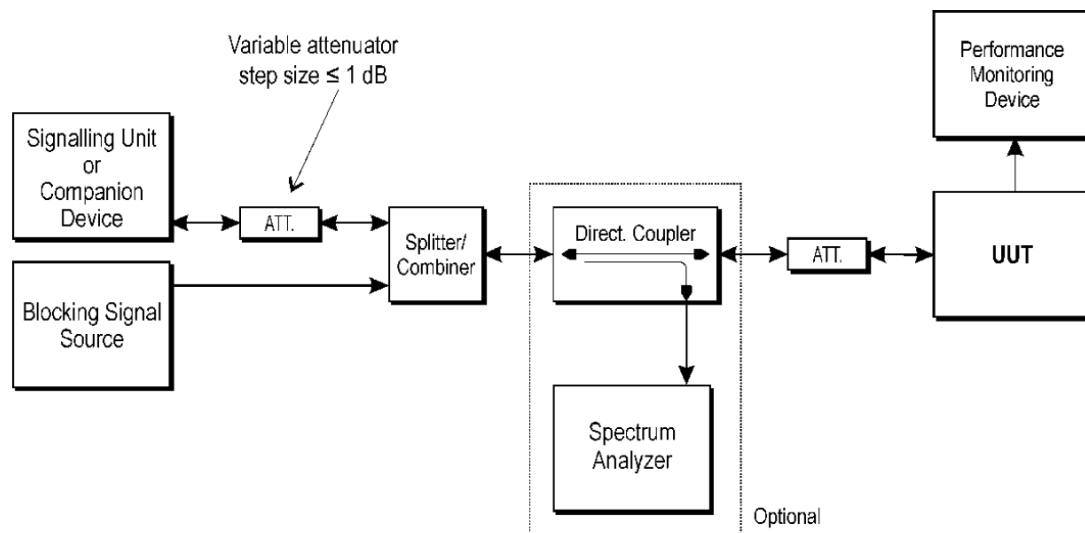 Variable attenuator
step size ≤ 1 dB
Performance
Monitoring
Device
Signalling Unit
or
Companion
Device
ATT.
Splitter/
Combiner
Direct. Coupler
ATT.
UUT
Blocking Signal
Source
Spectrum
Analyzer
Optional